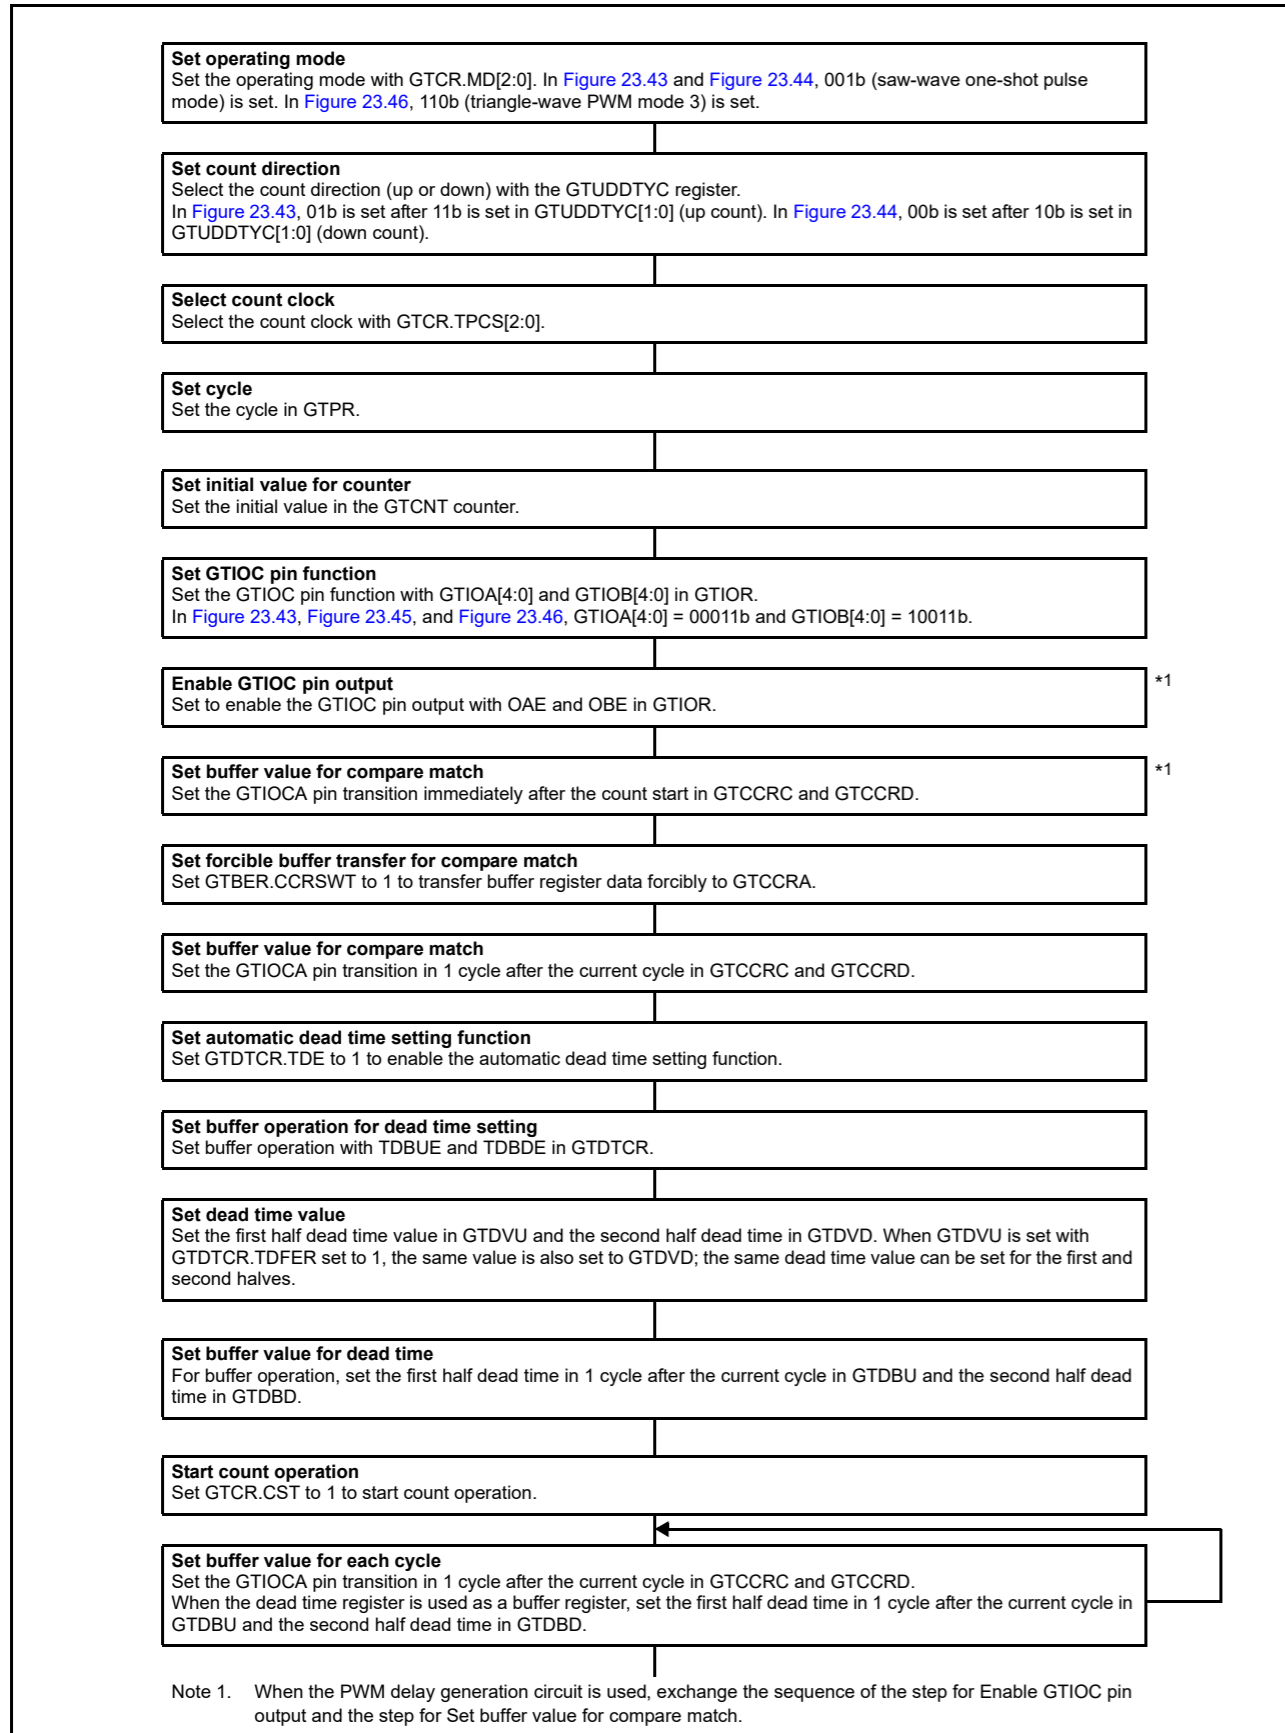 Set operating mode
Set the operating mode with GTCR.MD[2:0]. In Figure 23.43 and Figure 23.44, 001b (saw-wave one-shot pulse
mode) is set. In Figure 23.46, 110b (triangle-wave PWM mode 3) is set.
Set count direction
Select the count direction (up or down) with the GTUDDTYC register.
In Figure 23.43, 01b is set after 11b is set in GTUDDTYC[1:0] (up count). In Figure 23.44, 00b is set after 10b is set in
GTUDDTYC[1:0] (down count).
Select count clock
Select the count clock with GTCR.TPCS[2:0].
Set cycle
Set the cycle in GTPR.
Set initial value for counter
Set the initial value in the GTCNT counter.
Set GTIOC pin function
Set the GTIOC pin function with GTIOA[4:0] and GTIOB[4:0] in GTIOR.
In Figure 23.43, Figure 23.45, and Figure 23.46, GTIOA[4:0] = 00011b and GTIOB[4:0] = 10011b.
Enable GTIOC pin output
*1
Set to enable the GTIOC pin output with OAE and OBE in GTIOR.
Set buffer value for compare match
*1
Set the GTIOCA pin transition immediately after the count start in GTCCRC and GTCCRD.
Set forcible buffer transfer for compare match
Set GTBER.CCRSWT to 1 to transfer buffer register data forcibly to GTCCRA.
Set buffer value for compare match
Set the GTIOCA pin transition in 1 cycle after the current cycle in GTCCRC and GTCCRD.
Set automatic dead time setting function
Set GTDTCR.TDE to 1 to enable the automatic dead time setting function.
Set buffer operation for dead time setting
Set buffer operation with TDBUE and TDBDE in GTDTCR.
Set dead time value
Set the first half dead time value in GTDVU and the second half dead time in GTDVD. When GTDVU is set with
GTDTCR.TDFER set to 1, the same value is also set to GTDVD; the same dead time value can be set for the first and
second halves.
Set buffer value for dead time
For buffer operation, set the first half dead time in 1 cycle after the current cycle in GTDBU and the second half dead
time in GTDBD.
Start count operation
Set GTCR.CST to 1 to start count operation.
Set buffer value for each cycle
Set the GTIOCA pin transition in 1 cycle after the current cycle in GTCCRC and GTCCRD.
When the dead time register is used as a buffer register, set the first half dead time in 1 cycle after the current cycle in
GTDBU and the second half dead time in GTDBD.
Note 1. When the PWM delay generation circuit is used, exchange the sequence of the step for Enable GTIOC pin
output and the step for Set buffer value for compare match.